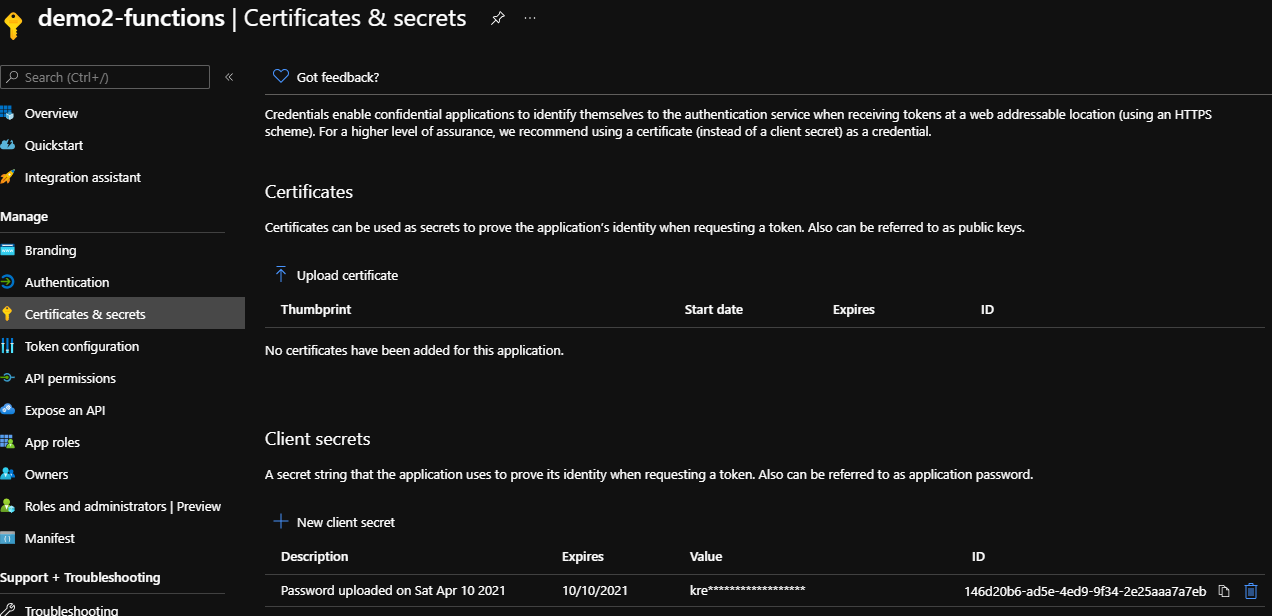 demo2-functions | Certificates & secrets
Search (Ctrl+/)
«
Overview
Quickstart
Integration assistant
Manage
Branding
Authentication
Certificates & secrets
Token configuration
API permissions
Expose an API
App roles
Owners
Roles and administrators | Preview
Manifest
Support + Troubleshooting
Troubleshooting
Got feedback?
Credentials enable confidential applications to identify themselves to the authentication service when receiving tokens at a web addressable location (using an HTTPS
scheme). For a higher level of assurance, we recommend using a certificate (instead of a client secret) as a credential.
Certificates
Certificates can be used as secrets to prove the application's identity when requesting a token. Also can be referred to as public keys.
Upload certificate
Thumbprint Start date Expires ID
No certificates have been added for this application.
Client secrets
A secret string that the application uses to prove its identity when requesting a token. Also can be referred to as application password.
New client secret
Description Expires Value ID
Password uploaded on Sat Apr 10 2021 10/10/2021 kre****************** 146d20b6-ad5e-4ed9-9f34-2e25aaa7a7eb